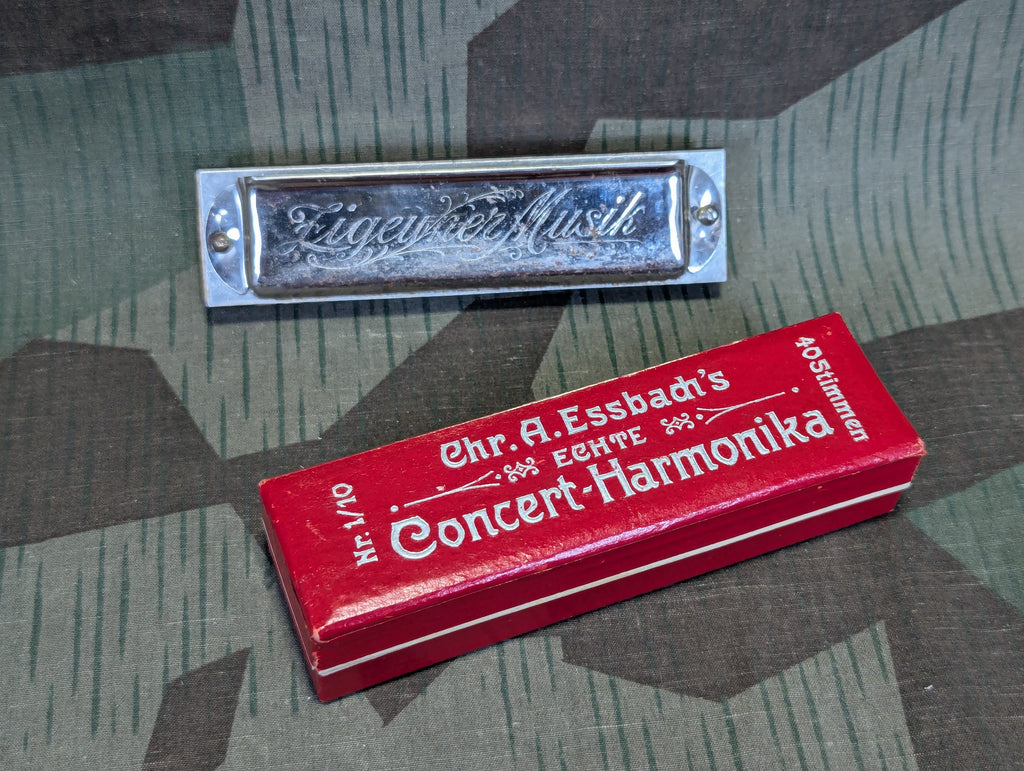 Zigeuner Musik
Chr. A. Essbach's
ECHTE
Concert-Harmonika
Nr. 1/10
40 Stimmen